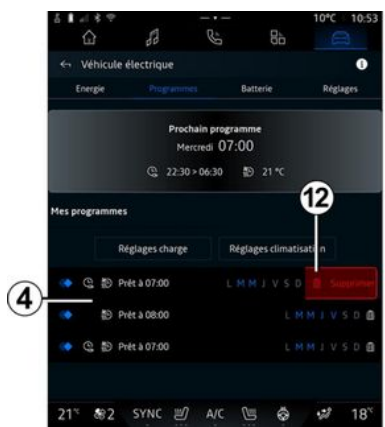 10°C 10:53
Véhicule électrique
Energie Programmes Batterie Réglages
Prochain programme
Mercredi 07:00
22:30 > 06:30 21 °C
Mes programmes
12
Réglages charge Réglages climatisation
Prêt à 07:00 L M M J V S D Supprimer
4
Prêt à 08:00 L M M J V S D
Prêt à 07:00 L M M J V S D
21°C 2 SYNC A/C 18°C